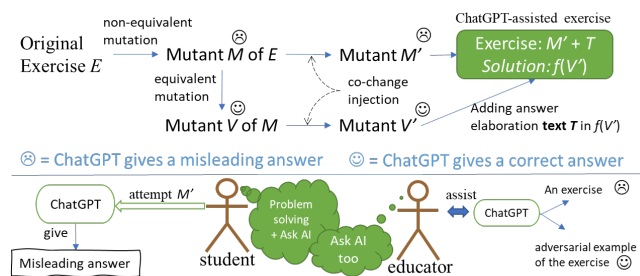 ChatGPT-assisted exercise
non-equivalent
mutation
Original
Exercise E
Mutant M of E
Mutant M'
Exercise: M' + T
Solution: f(V')
equivalent
mutation
co-change
injection
Mutant V of M
Mutant V'
Adding answer
elaboration text T in f(V')
= ChatGPT gives a misleading answer
= ChatGPT gives a correct answer
ChatGPT
attempt M'
give
Misleading answer
student
Problem
solving
+ Ask AI
Ask AI
too
educator
assist
ChatGPT
An exercise
adversarial example
of the exercise